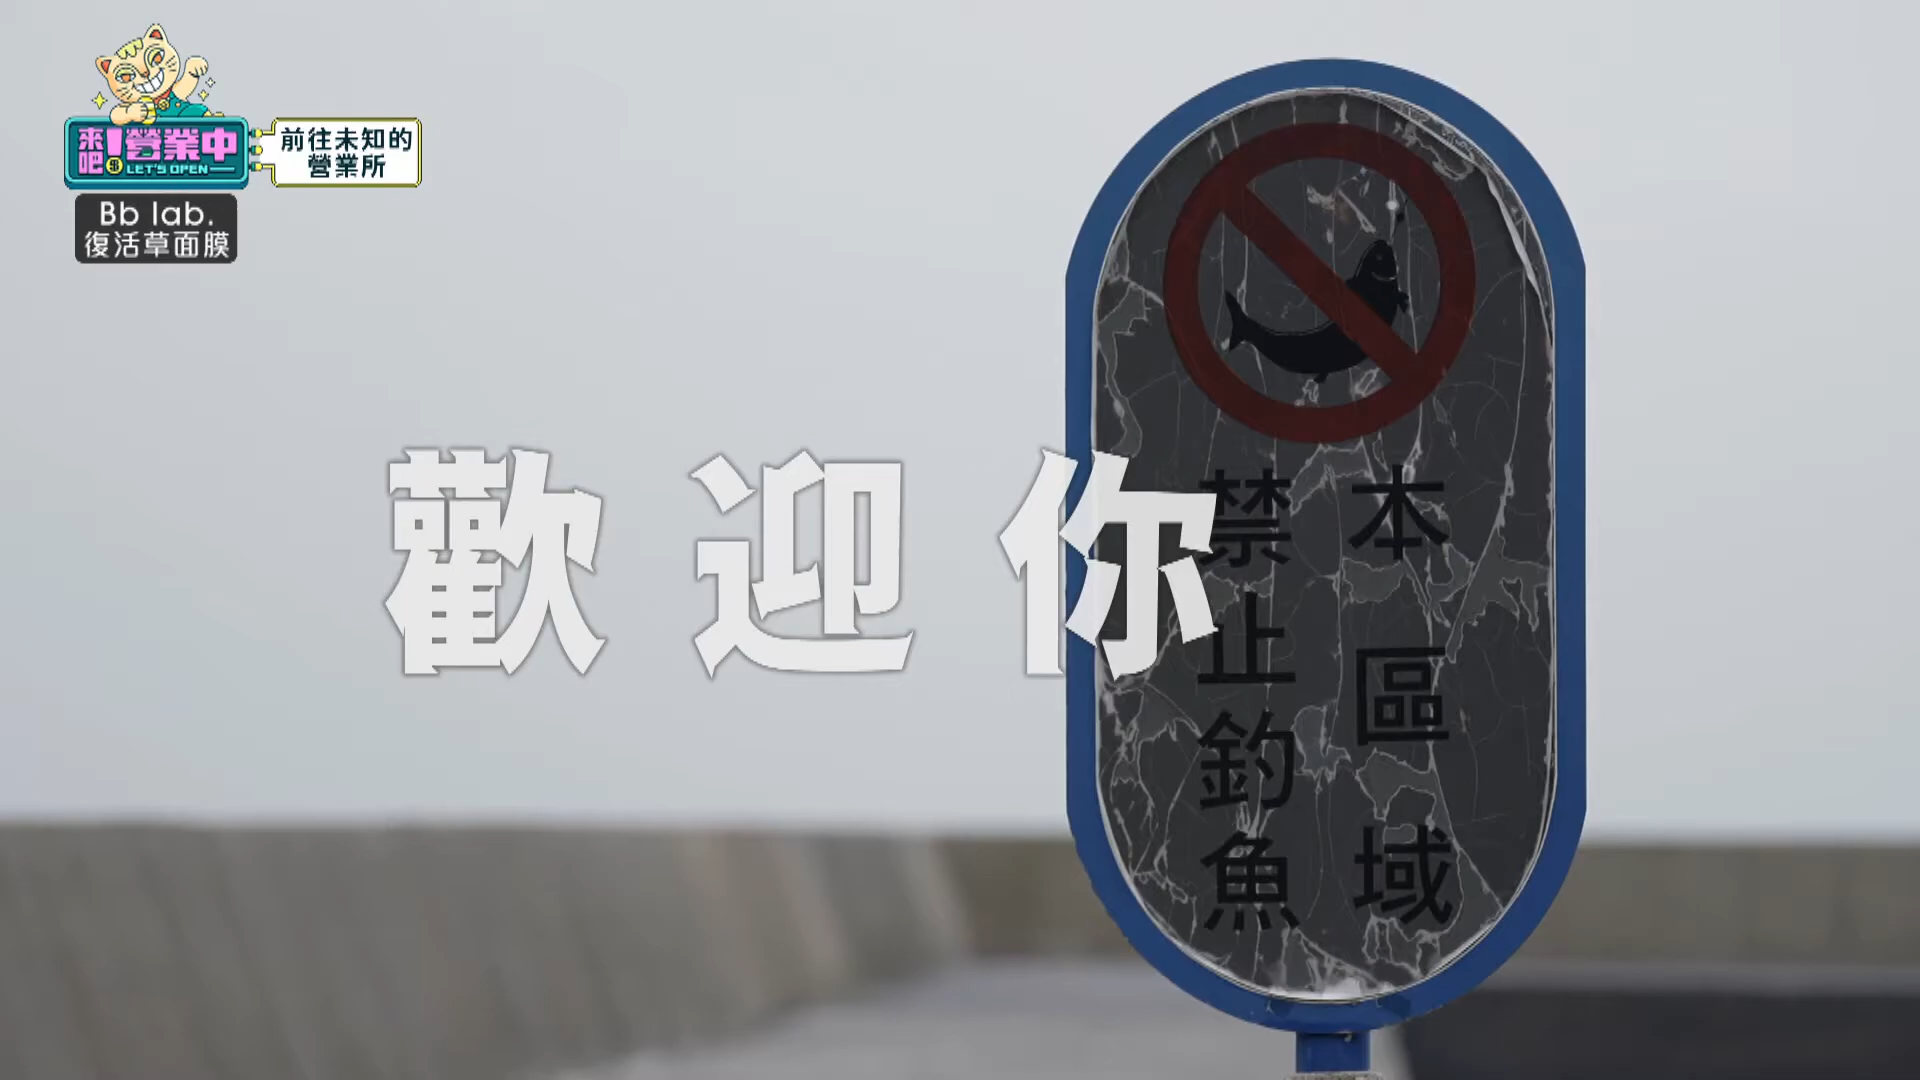 來吧!營業中
LET'S OPEN
前往未知的
營業所
Bb lab.
復活草面膜
歡迎你
本區域
禁止釣魚